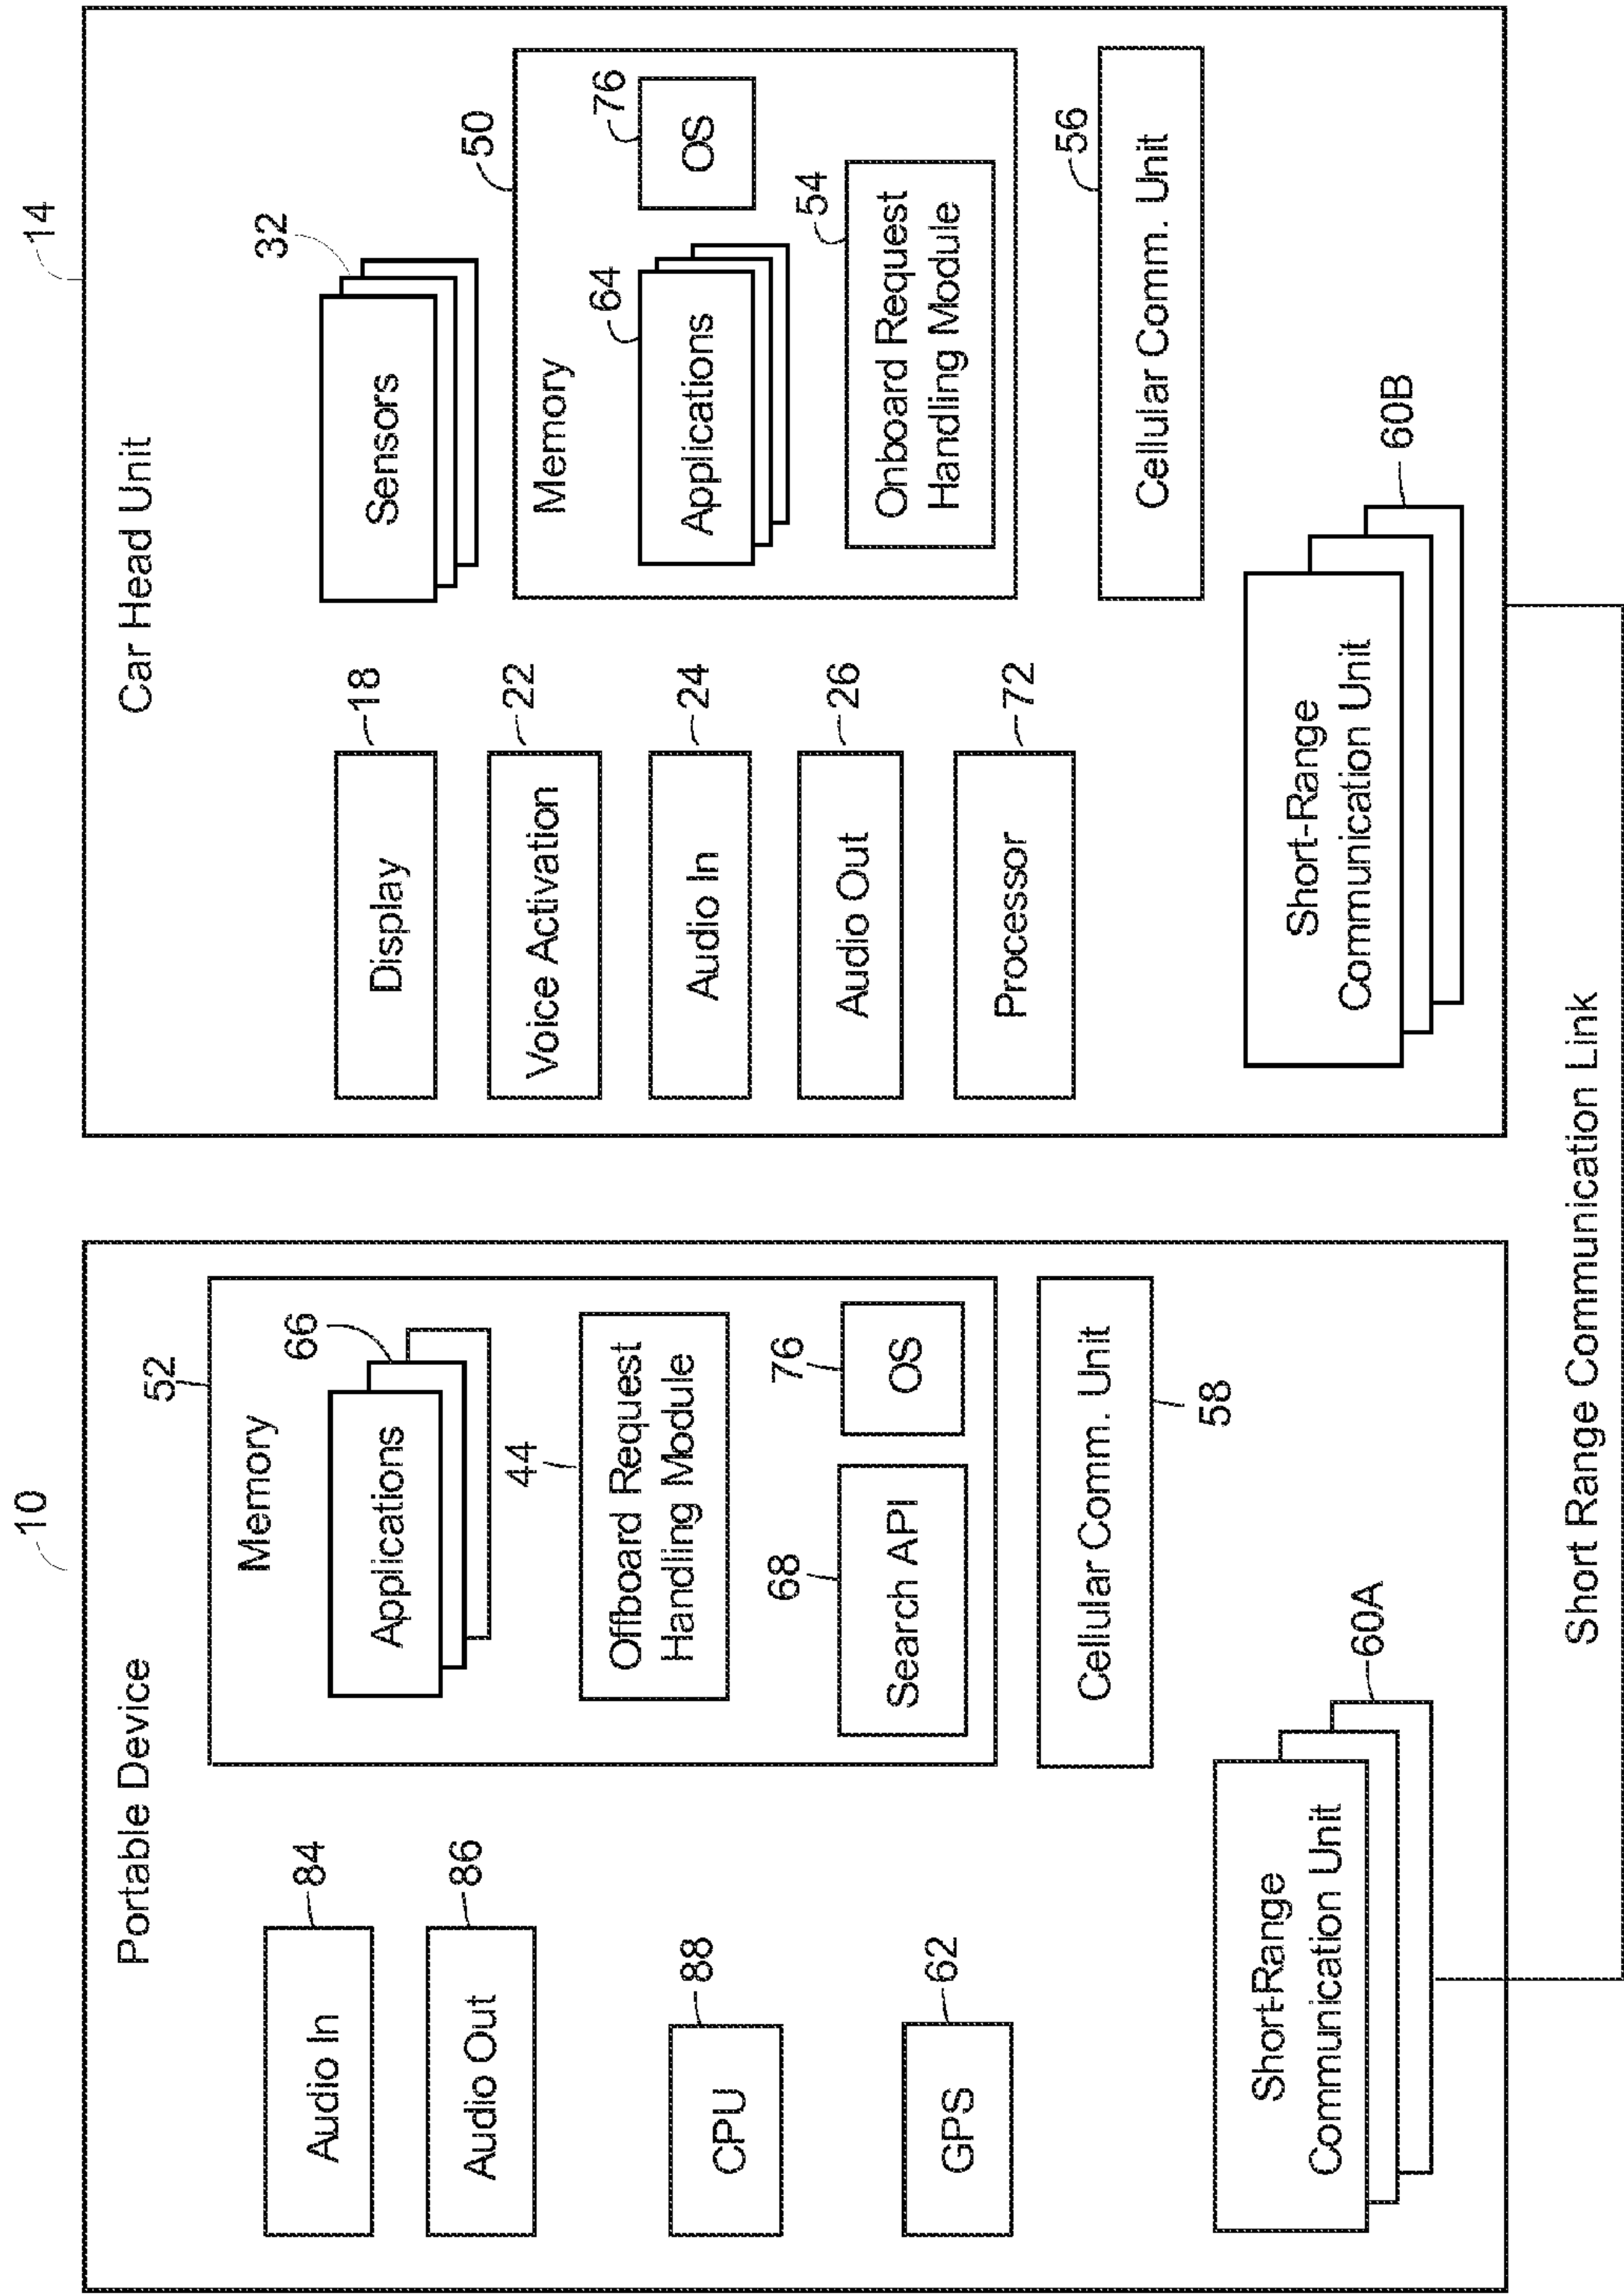 10
Portable Device
84
Audio In
86
Audio Out
88
CPU
62
GPS
52
Memory
66
Applications
44
Offboard Request
Handling Module
68
Search API
76
OS
Cellular Comm. Unit
58
60A
Short-Range
Communication Unit
14
Car Head Unit
18
Display
22
Voice Activation
24
Audio In
26
Audio Out
72
Processor
32
Sensors
50
Memory
64
Applications
76
OS
54
Onboard Request
Handling Module
56
Cellular Comm. Unit
60B
Short-Range
Communication Unit
Short Range Communication Link